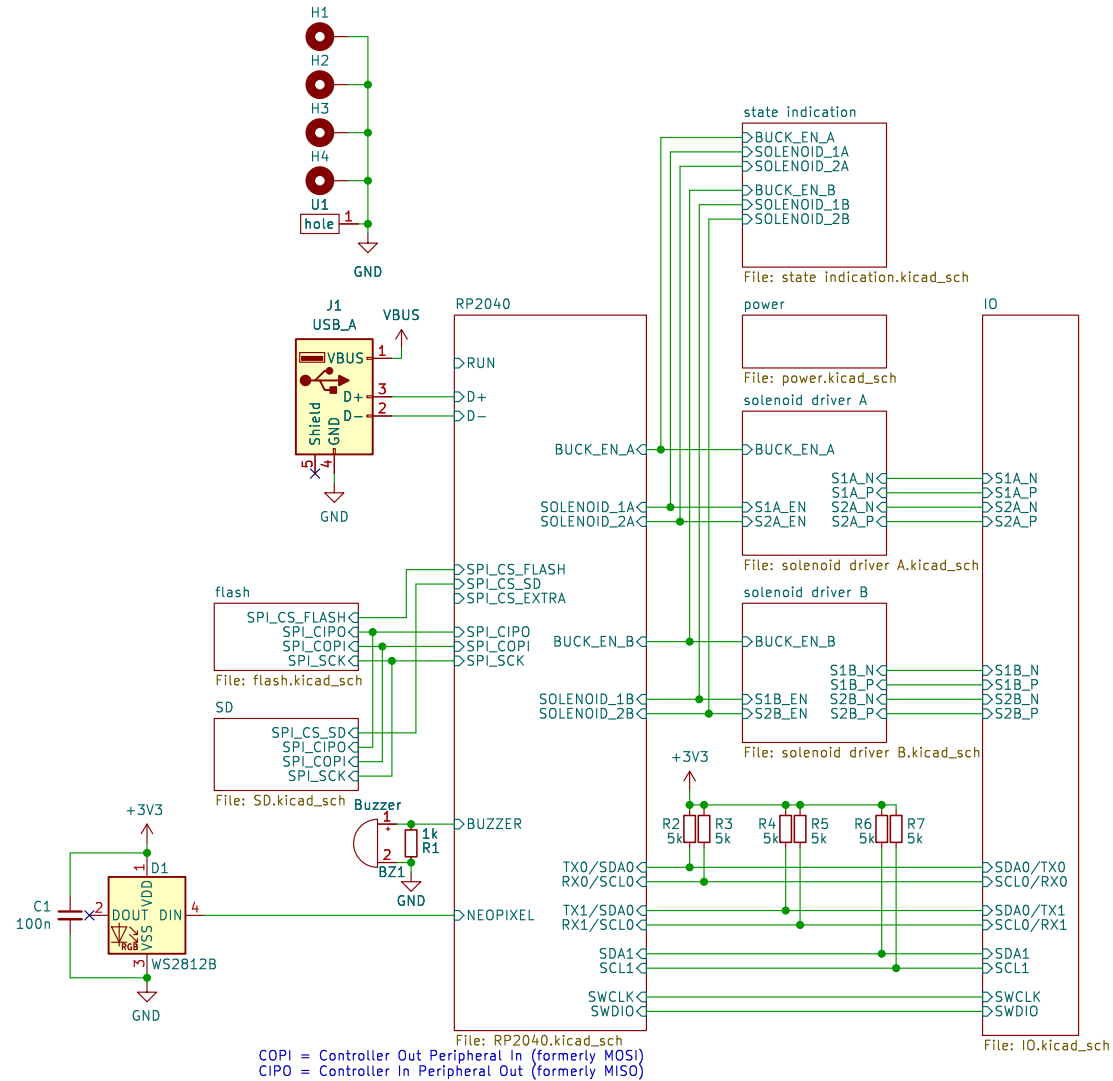 H1
H2
H3
H4
U1
hole
1
GND
state indication
BUCK_EN_A
SOLENOID_1A
SOLENOID_2A
BUCK_EN_B
SOLENOID_1B
SOLENOID_2B
File: state indication.kicad_sch
J1
USB_A
VBUS
VBUS
1
D+
3
D-
2
Shield
GND
5
4
GND
RP2040
RUN
D+
D-
BUCK_EN_A
SOLENOID_1A
SOLENOID_2A
SPI_CS_FLASH
SPI_CS_SD
SPI_CS_EXTRA
SPI_CIPO
SPI_COPI
SPI_SCK
BUCK_EN_B
SOLENOID_1B
SOLENOID_2B
BUZZER
TX0/SDA0
RX0/SCL0
TX1/SDA0
RX1/SCL0
NEOPIXEL
SDA1
SCL1
SWCLK
SWDIO
File: RP2040.kicad_sch
power
File: power.kicad_sch
solenoid driver A
BUCK_EN_A
S1A_N
S1A_P
S1A_EN
S2A_N
S2A_EN
S2A_P
File: solenoid driver A.kicad_sch
solenoid driver B
BUCK_EN_B
S1B_N
S1B_P
S1B_EN
S2B_N
S2B_EN
S2B_P
File: solenoid driver B.kicad_sch
IO
S1A_N
S1A_P
S2A_N
S2A_P
S1B_N
S1B_P
S2B_N
S2B_P
SDA0/TX0
SCL0/RX0
SDA0/TX1
SCL0/RX1
SDA1
SCL1
SWCLK
SWDIO
File: IO.kicad_sch
flash
SPI_CS_FLASH
SPI_CIPO
SPI_COPI
SPI_SCK
File: flash.kicad_sch
SD
SPI_CS_SD
SPI_CIPO
SPI_COPI
SPI_SCK
File: SD.kicad_sch
Buzzer
1
+
2
BZ1
1k
R1
GND
+3V3
R2
5k
R3
5k
R4
5k
R5
5k
R6
5k
R7
5k
+3V3
D1
1
VDD
C1
100n
2
DOUT
DIN
4
RGB
VSS
3
WS2812B
GND
COPI = Controller Out Peripheral In (formerly MOSI)
CIPO = Controller In Peripheral Out (formerly MISO)